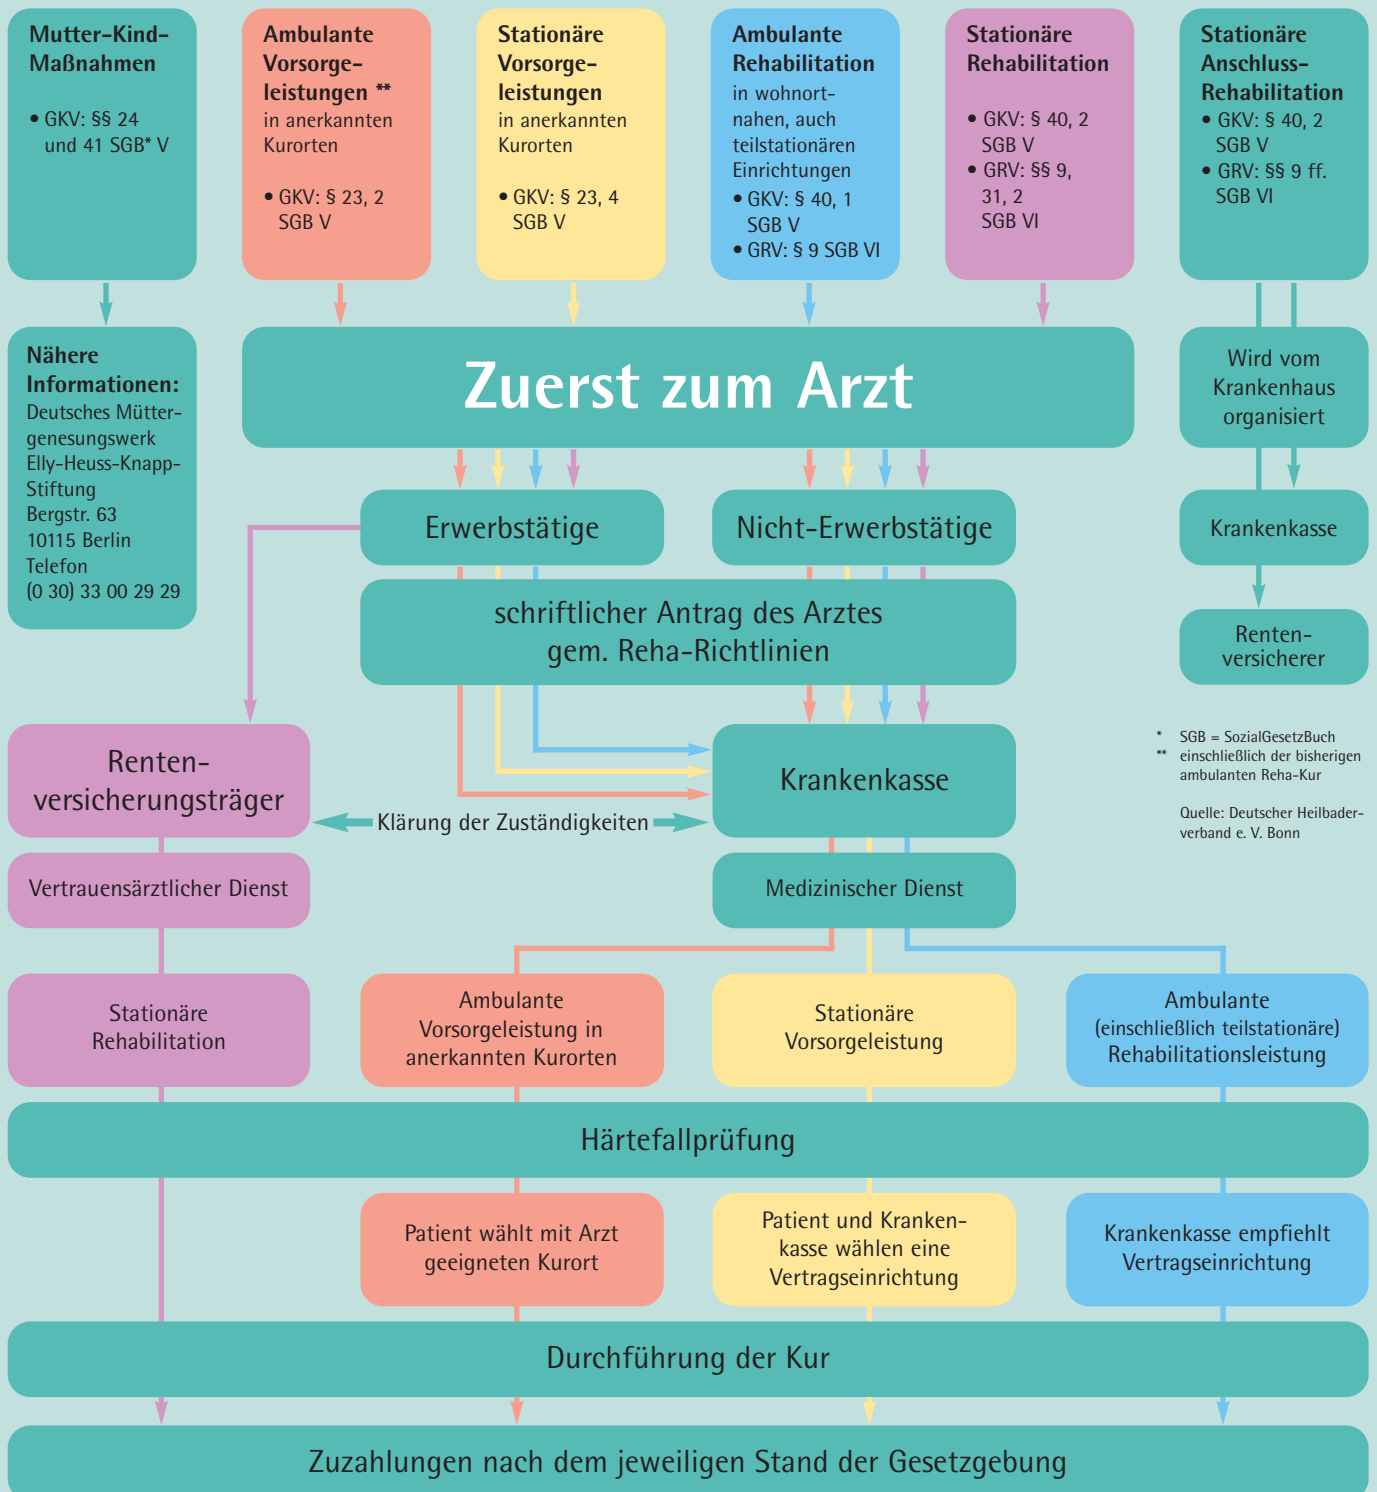 Mutter-Kind-
Maßnahmen
• GKV: §§ 24
und 41 SGB* V
Ambulante
Vorsorge-
leistungen **
in anerkannten
Kurorten
• GKV: § 23, 2
SGB V
Stationäre
Vorsorge-
leistungen
in anerkannten
Kurorten
• GKV: § 23, 4
SGB V
Ambulante
Rehabilitation
in wohnort-
nahen, auch
teilstationären
Einrichtungen
• GKV: § 40, 1
SGB V
• GRV: § 9 SGB VI
Stationäre
Rehabilitation
• GKV: § 40, 2
SGB V
• GRV: §§ 9,
31, 2
SGB VI
Stationäre
Anschluss-
Rehabilitation
• GKV: § 40, 2
SGB V
• GRV: §§ 9 ff.
SGB VI
Nähere
Informationen:
Deutsches Mütter-
genesungswerk
Elly-Heuss-Knapp-
Stiftung
Bergstr. 63
10115 Berlin
Telefon
(0 30) 33 00 29 29
Zuerst zum Arzt
Wird vom
Krankenhaus
organisiert
Erwerbstätige
Nicht-Erwerbstätige
Krankenkasse
schriftlicher Antrag des Arztes
gem. Reha-Richtlinien
Renten-
versicherer
Renten-
versicherungsträger
Klärung der Zuständigkeiten
Krankenkasse
* SGB = SozialGesetzBuch
** einschließlich der bisherigen
ambulanten Reha-Kur
Quelle: Deutscher Heilbader-
verband e. V. Bonn
Vertrauensärztlicher Dienst
Medizinischer Dienst
Stationäre
Rehabilitation
Ambulante
Vorsorgeleistung in
anerkannten Kurorten
Stationäre
Vorsorgeleistung
Ambulante
(einschließlich teilstationäre)
Rehabilitationsleistung
Härtefallprüfung
Patient wählt mit Arzt
geeigneten Kurort
Patient und Kranken-
kasse wählen eine
Vertragseinrichtung
Krankenkasse empfiehlt
Vertragseinrichtung
Durchführung der Kur
Zuzahlungen nach dem jeweiligen Stand der Gesetzgebung